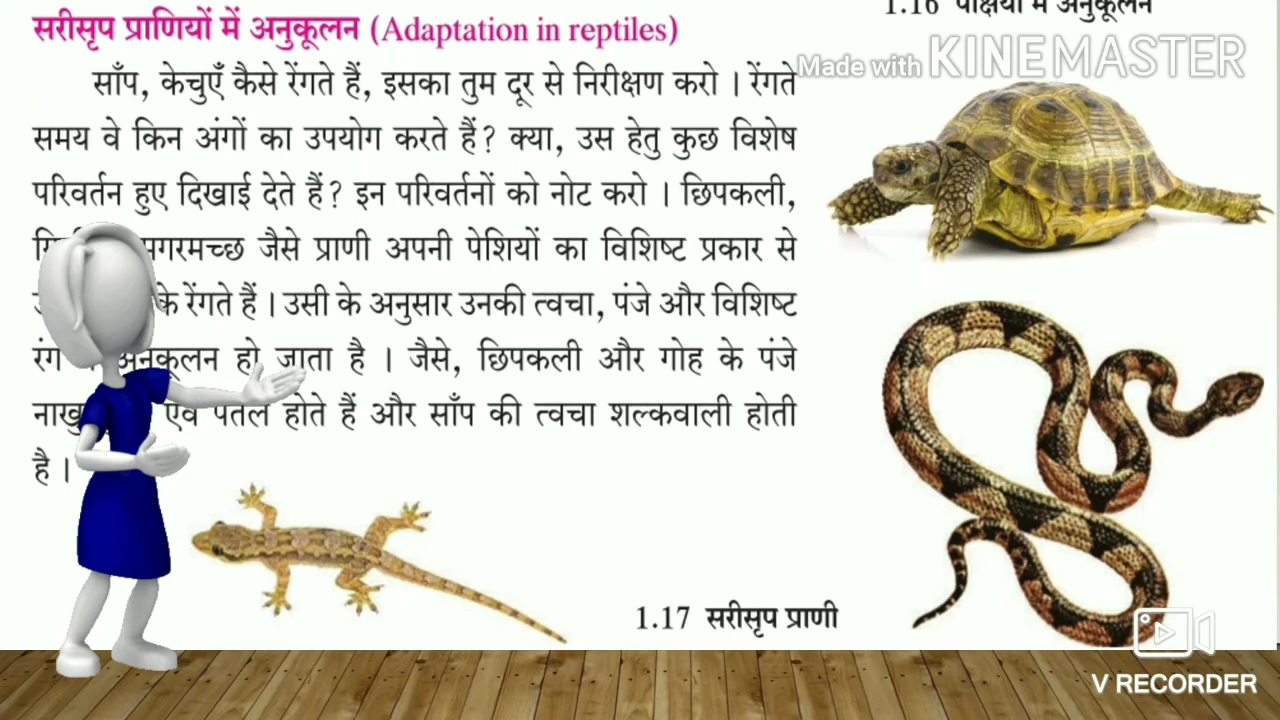 1.16 पक्षियों में अनुकूलन
सरीसृप प्राणियों में अनुकूलन (Adaptation in reptiles)
Made with KINEMASTER
साँप, केचुएँ कैसे रेंगते हैं, इसका तुम दूर से निरीक्षण करो । रेंगते
समय वे किन अंगों का उपयोग करते हैं? क्या, उस हेतु कुछ विशेष
परिवर्तन हुए दिखाई देते हैं? इन परिवर्तनों को नोट करो । छिपकली,
मगरमच्छ जैसे प्राणी अपनी पेशियों का विशिष्ट प्रकार से
के रेंगते हैं । उसी के अनुसार उनकी त्वचा, पंजे और विशिष्ट
रंग अनुकूलन हो जाता है । जैसे, छिपकली और गोह के पंजे
एवं पतले होते हैं और साँप की त्वचा शल्कवाली होती
है ।
1.17 सरीसृप प्राणी
V RECORDER